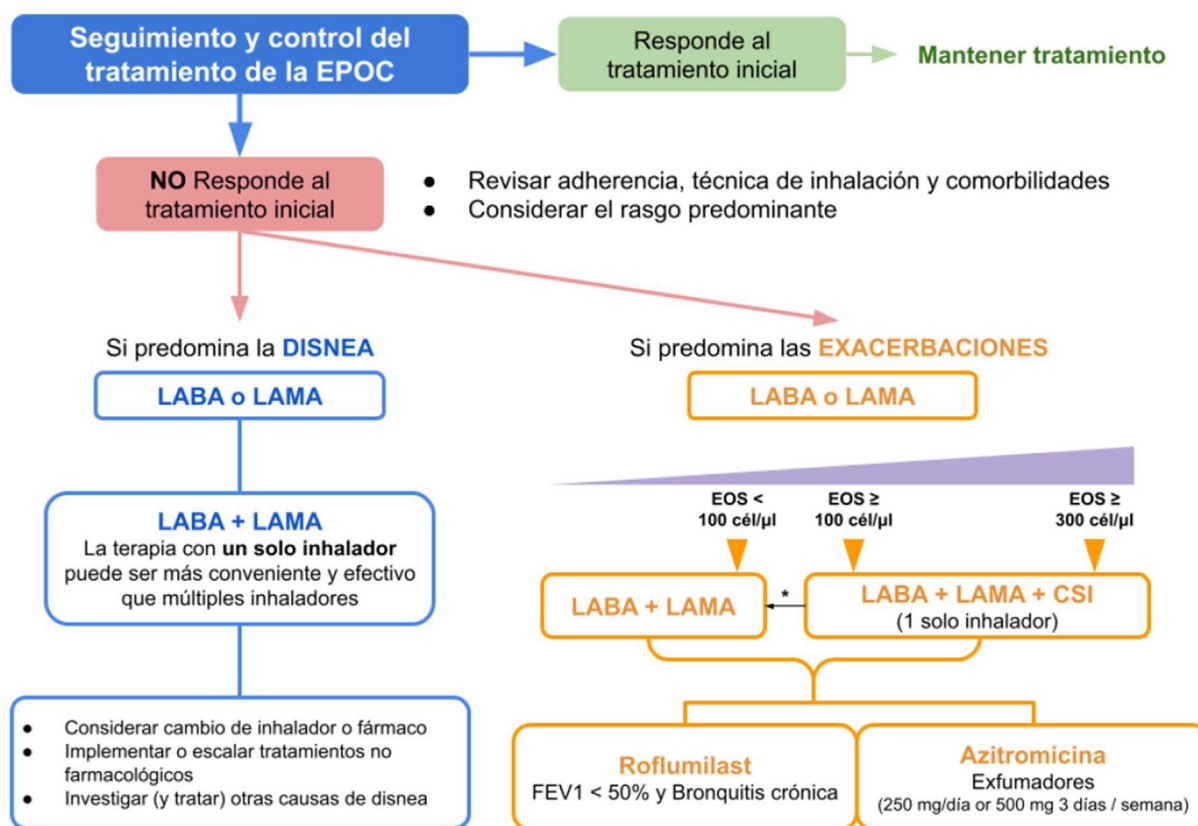 Seguimiento y control del
tratamiento de la EPOC
Responde al
tratamiento inicial
Mantener tratamiento
NO Responde al
tratamiento inicial
● Revisar adherencia, técnica de inhalación y comorbilidades
● Considerar el rasgo predominante
Si predomina la DISNEA
LABA o LAMA
LABA + LAMA
La terapia con un solo inhalador
puede ser más conveniente y efectivo
que múltiples inhaladores
● Considerar cambio de inhalador o fármaco
● Implementar o escalar tratamientos no
farmacológicos
● Investigar (y tratar) otras causas de disnea
Si predomina las EXACERBACIONES
LABA o LAMA
EOS <
100 cél/µl
EOS ≥
100 cél/µl
EOS ≥
300 cél/µl
LABA + LAMA
*
LABA + LAMA + CSI
(1 solo inhalador)
Roflumilast
FEV1 < 50% y Bronquitis crónica
Azitromicina
Exfumadores
(250 mg/día or 500 mg 3 días / semana)